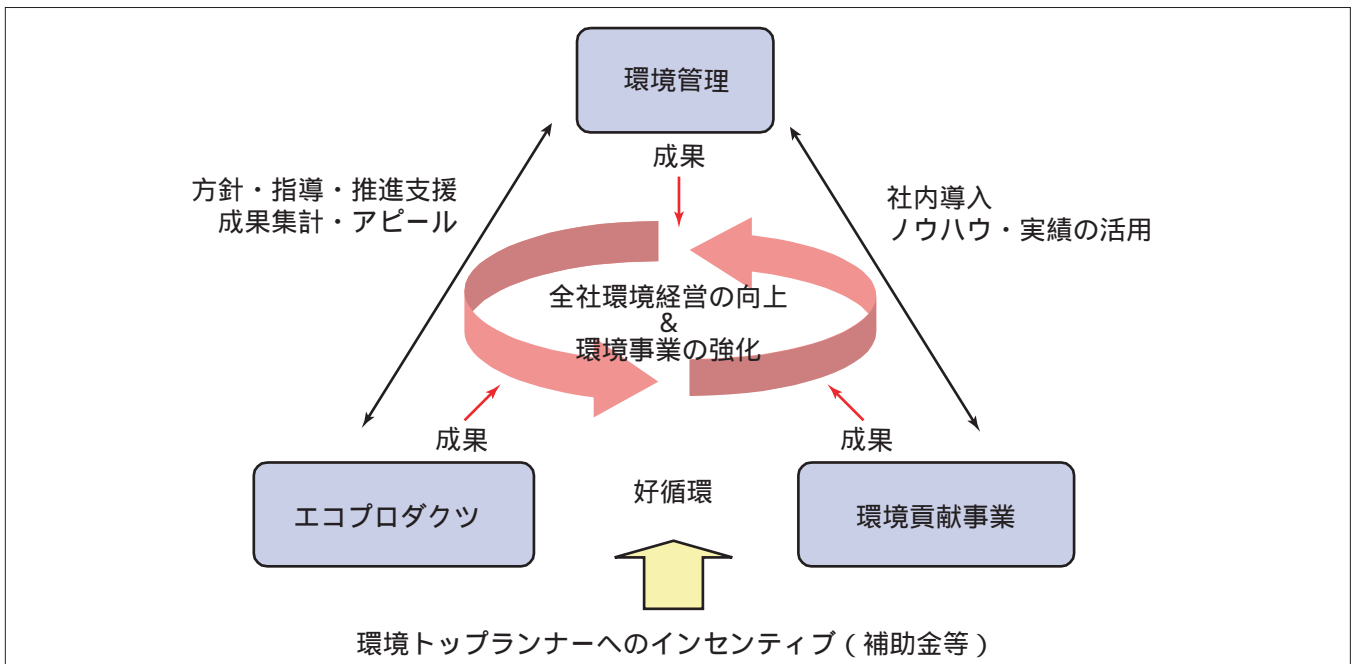 環境管理
成果
方針・指導・推進支援
成果集計・アピール
社内導入
ノウハウ・実績の活用
全社環境経営の向上
&
環境事業の強化
成果
成果
エコプロダクツ
好循環
環境貢献事業
環境トップランナーへのインセンティブ（補助金等）